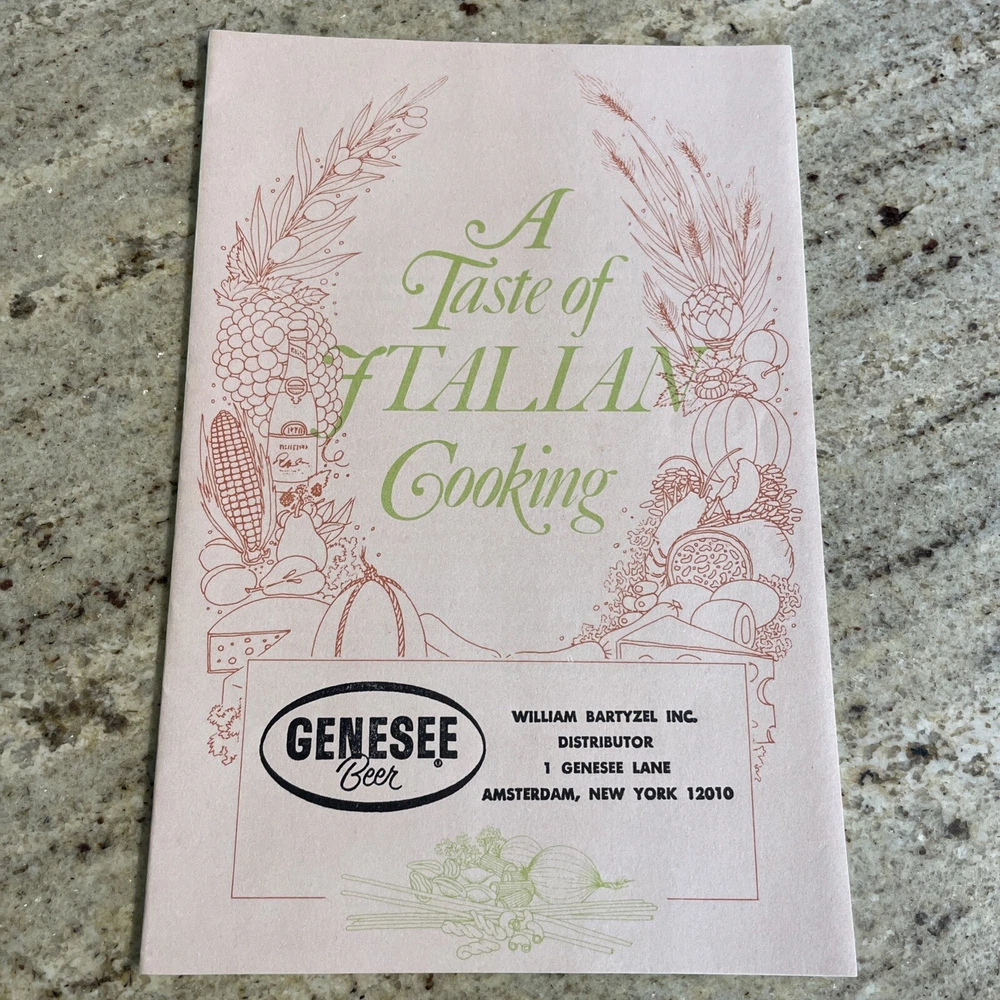 A
Taste of
ITALIAN
Cooking
GENESEE
Beer
WILLIAM BARTYZEL INC.
DISTRIBUTOR
1 GENESEE LANE
AMSTERDAM, NEW YORK 12010